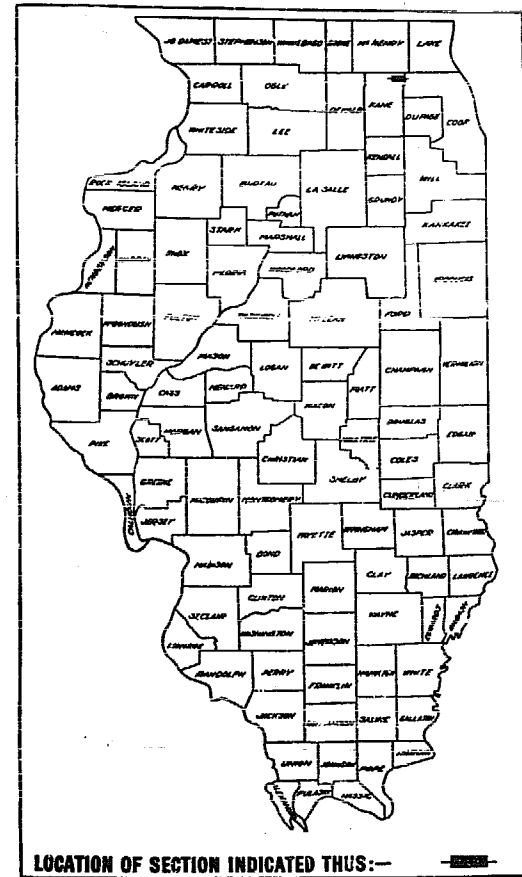 JO DAVIESS STEPHENSON WINNEBAGO BOONE McHENRY LAKE
CARROLL OGLE
DEKALB KANE
DUPAGE COOK
WHITESIDE LEE
KENDALL
WILL
ROCK ISLAND HENRY BUREAU LA SALLE
GRUNDY
MERCER PUTNAM
STARK MARSHALL
KANKAKEE
HENDERSON KNOX
LIVINGSTON
PEORIA WOODFORD
FORD
HANCOCK McDONOUGH McLEAN
MASON
SCHUYLER LOGAN DE WITT CHAMPAIGN VERMILION
ADAMS BROWN CASS MENARD PIATT
MACON
MORGAN SANGAMON DOUGLAS EDGAR
PIKE SCOTT
CHRISTIAN COLES
SHELBY
GREENE CUMBERLAND CLARK
CALHOUN MACOUPIN MONTGOMERY
JERSEY FAYETTE EFFINGHAM JASPER CRAWFORD
BOND
MADISON CLAY RICHLAND LAWRENCE
MARION
CLINTON
ST. CLAIR WAYNE
WASHINGTON JEFFERSON EDWARDS WABASH
MONROE
RANDOLPH PERRY HAMILTON WHITE
FRANKLIN
JACKSON SALINE GALLATIN
UNION JOHNSON POPE
ALEXANDER PULASKI MASSAC
LOCATION OF SECTION INDICATED THUS:—